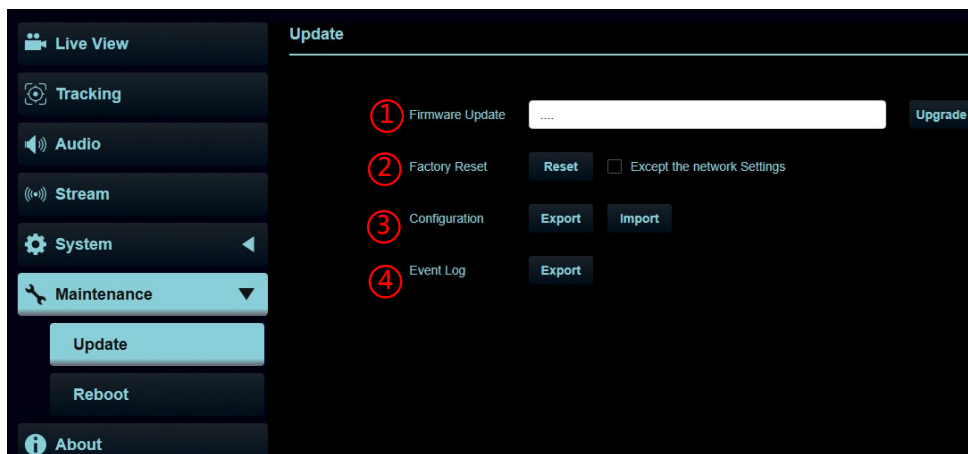 Live View
Tracking
Audio
Stream
System
Maintenance
Update
Reboot
About
Update
1 Firmware Update .... Upgrade
2 Factory Reset Reset Except the network Settings
3 Configuration Export Import
4 Event Log Export